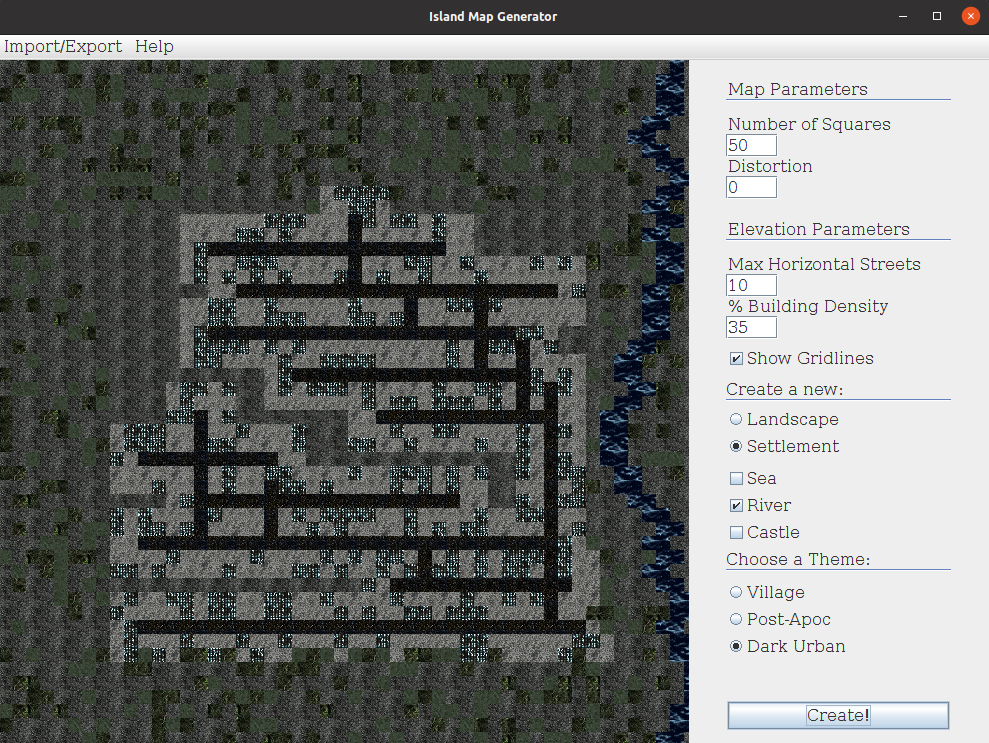 Island Map Generator
Import/Export Help
Map Parameters
Number of Squares
50
Distortion
0
Elevation Parameters
Max Horizontal Streets
10
% Building Density
35
Show Gridlines
Create a new:
Landscape
Settlement
Sea
River
Castle
Choose a Theme:
Village
Post-Apoc
Dark Urban
Create!